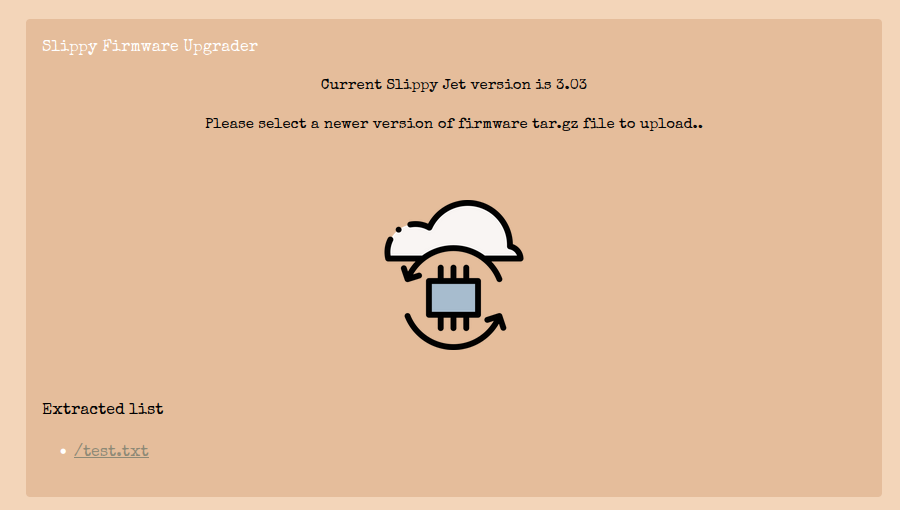 Slippy Firmware Upgrader
Current Slippy Jet version is 3.03
Please select a newer version of firmware tar.gz file to upload..
Extracted list
/test.txt